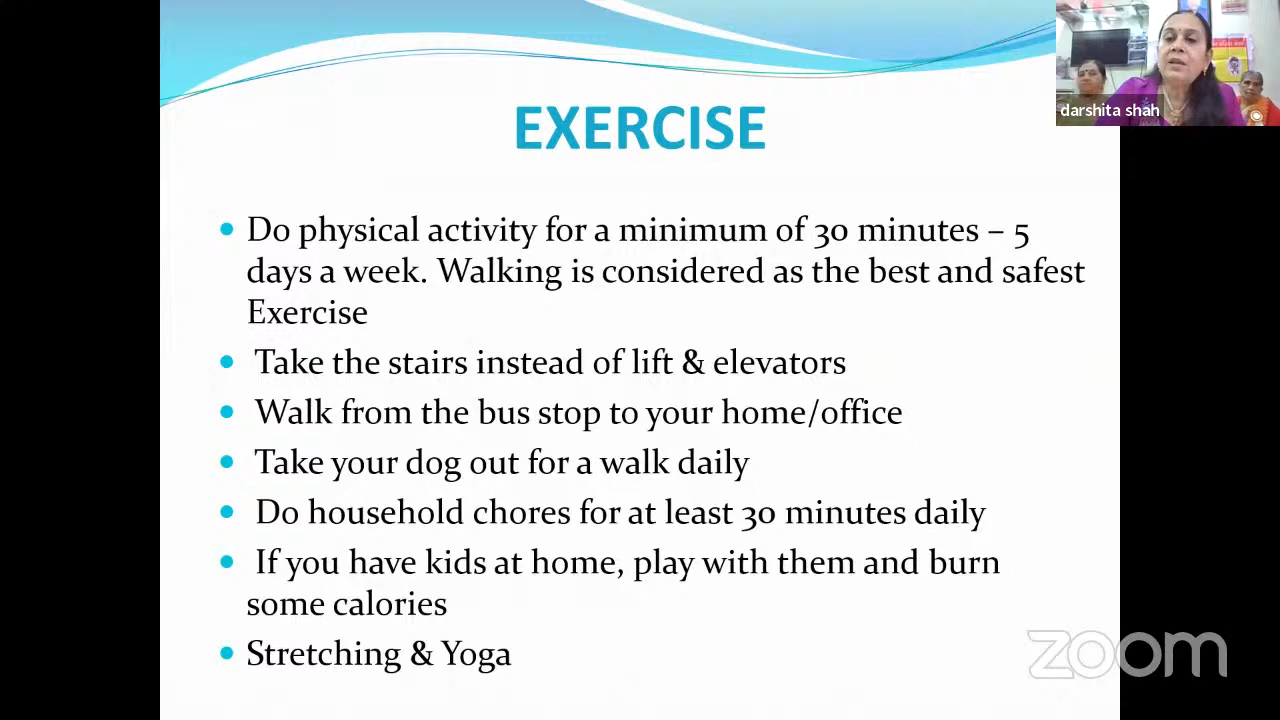 EXERCISE
darshita shah
• Do physical activity for a minimum of 30 minutes – 5
days a week. Walking is considered as the best and safest
Exercise
• Take the stairs instead of lift & elevators
• Walk from the bus stop to your home/office
• Take your dog out for a walk daily
• Do household chores for at least 30 minutes daily
• If you have kids at home, play with them and burn
some calories
• Stretching & Yoga
zoom